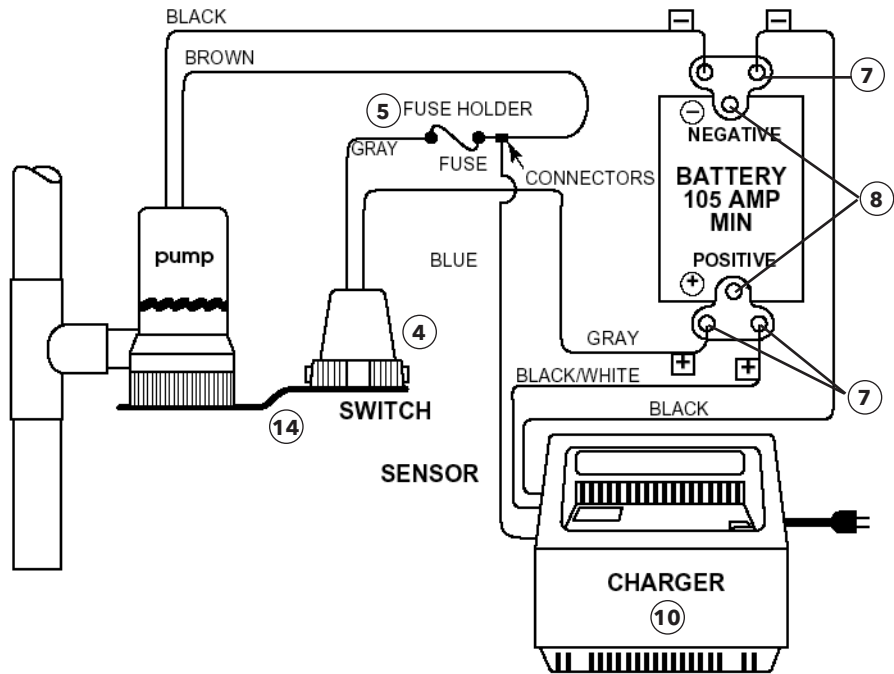 BLACK
− −
BROWN
7
5 FUSE HOLDER
−
NEGATIVE
GRAY
FUSE
CONNECTORS
BATTERY
105 AMP
MIN
8
pump
BLUE
POSITIVE
+
4
GRAY
+ +
BLACK/WHITE
7
BLACK
14
SWITCH
SENSOR
CHARGER
10